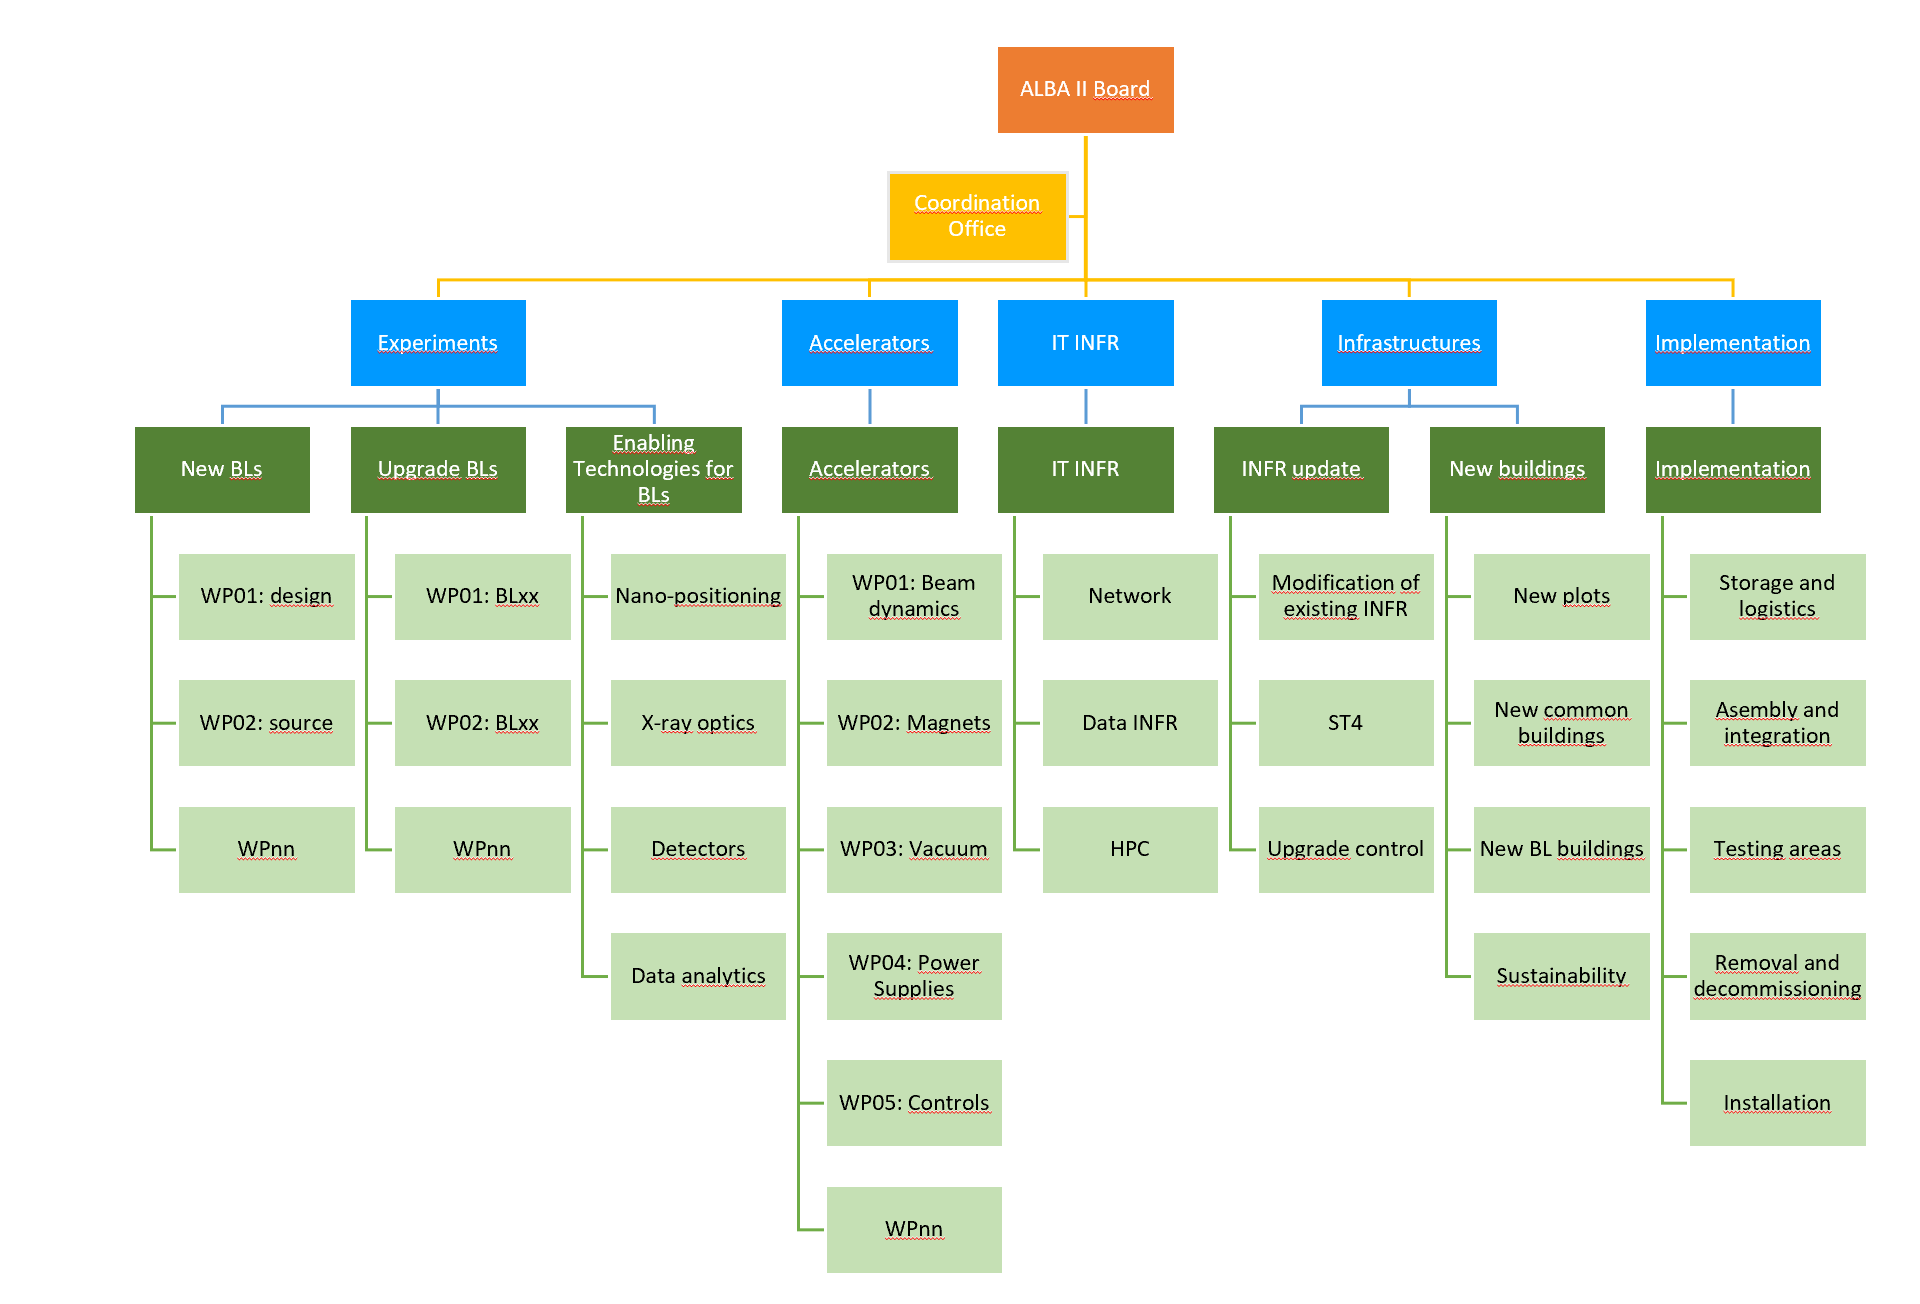 ALBA II Board
Coordination
Office
Experiments
Accelerators
IT INFR
Infrastructures
Implementation
New BLs
Upgrade BLs
Enabling
Technologies for
BLs
Accelerators
IT INFR
INFR update
New buildings
Implementation
WP01: design
WP02: source
WPnn
WP01: BLxx
WP02: BLxx
WPnn
Nano-positioning
X-ray optics
Detectors
Data analytics
WP01: Beam
dynamics
WP02: Magnets
WP03: Vacuum
WP04: Power
Supplies
WP05: Controls
WPnn
Network
Data INFR
HPC
Modification of
existing INFR
ST4
Upgrade control
New plots
New common
buildings
New BL buildings
Sustainability
Storage and
logistics
Asembly and
integration
Testing areas
Removal and
decommissioning
Installation